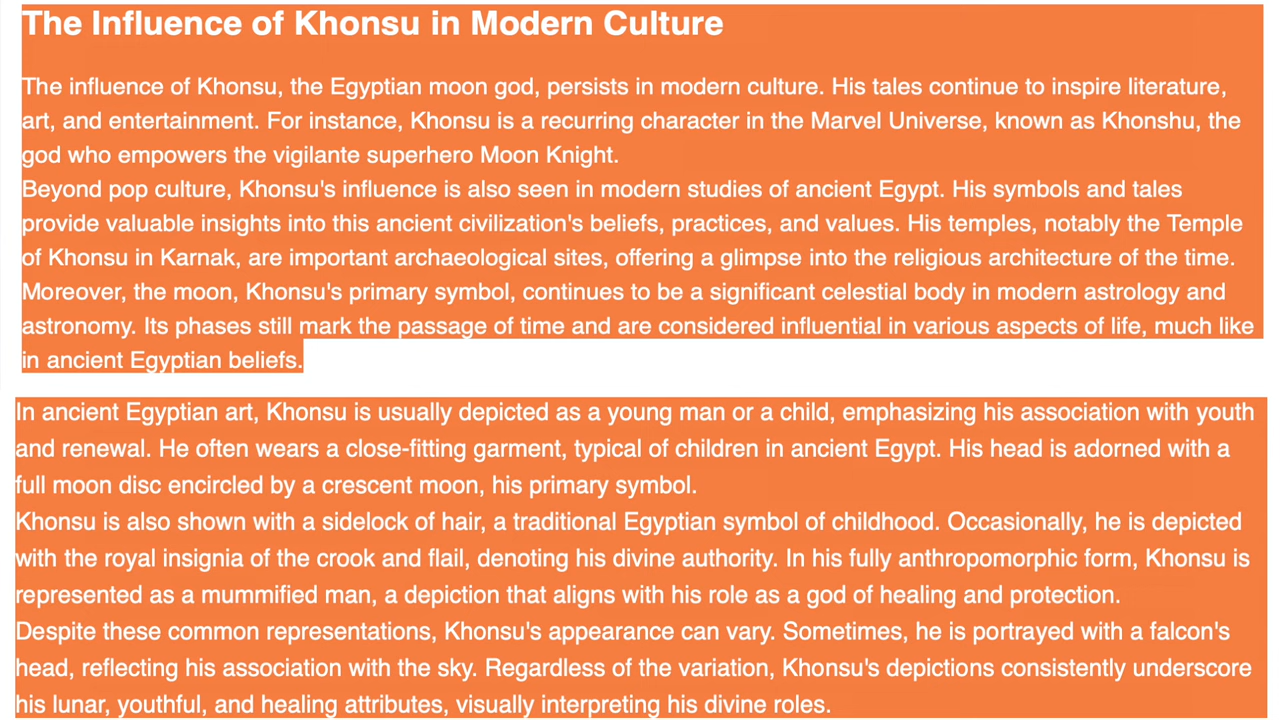 The Influence of Khonsu in Modern Culture
The influence of Khonsu, the Egyptian moon god, persists in modern culture. His tales continue to inspire literature,
art, and entertainment. For instance, Khonsu is a recurring character in the Marvel Universe, known as Khonshu, the
god who empowers the vigilante superhero Moon Knight.
Beyond pop culture, Khonsu's influence is also seen in modern studies of ancient Egypt. His symbols and tales
provide valuable insights into this ancient civilization's beliefs, practices, and values. His temples, notably the Temple
of Khonsu in Karnak, are important archaeological sites, offering a glimpse into the religious architecture of the time.
Moreover, the moon, Khonsu's primary symbol, continues to be a significant celestial body in modern astrology and
astronomy. Its phases still mark the passage of time and are considered influential in various aspects of life, much like
in ancient Egyptian beliefs.
In ancient Egyptian art, Khonsu is usually depicted as a young man or a child, emphasizing his association with youth
and renewal. He often wears a close-fitting garment, typical of children in ancient Egypt. His head is adorned with a
full moon disc encircled by a crescent moon, his primary symbol.
Khonsu is also shown with a sidelock of hair, a traditional Egyptian symbol of childhood. Occasionally, he is depicted
with the royal insignia of the crook and flail, denoting his divine authority. In his fully anthropomorphic form, Khonsu is
represented as a mummified man, a depiction that aligns with his role as a god of healing and protection.
Despite these common representations, Khonsu's appearance can vary. Sometimes, he is portrayed with a falcon's
head, reflecting his association with the sky. Regardless of the variation, Khonsu's depictions consistently underscore
his lunar, youthful, and healing attributes, visually interpreting his divine roles.